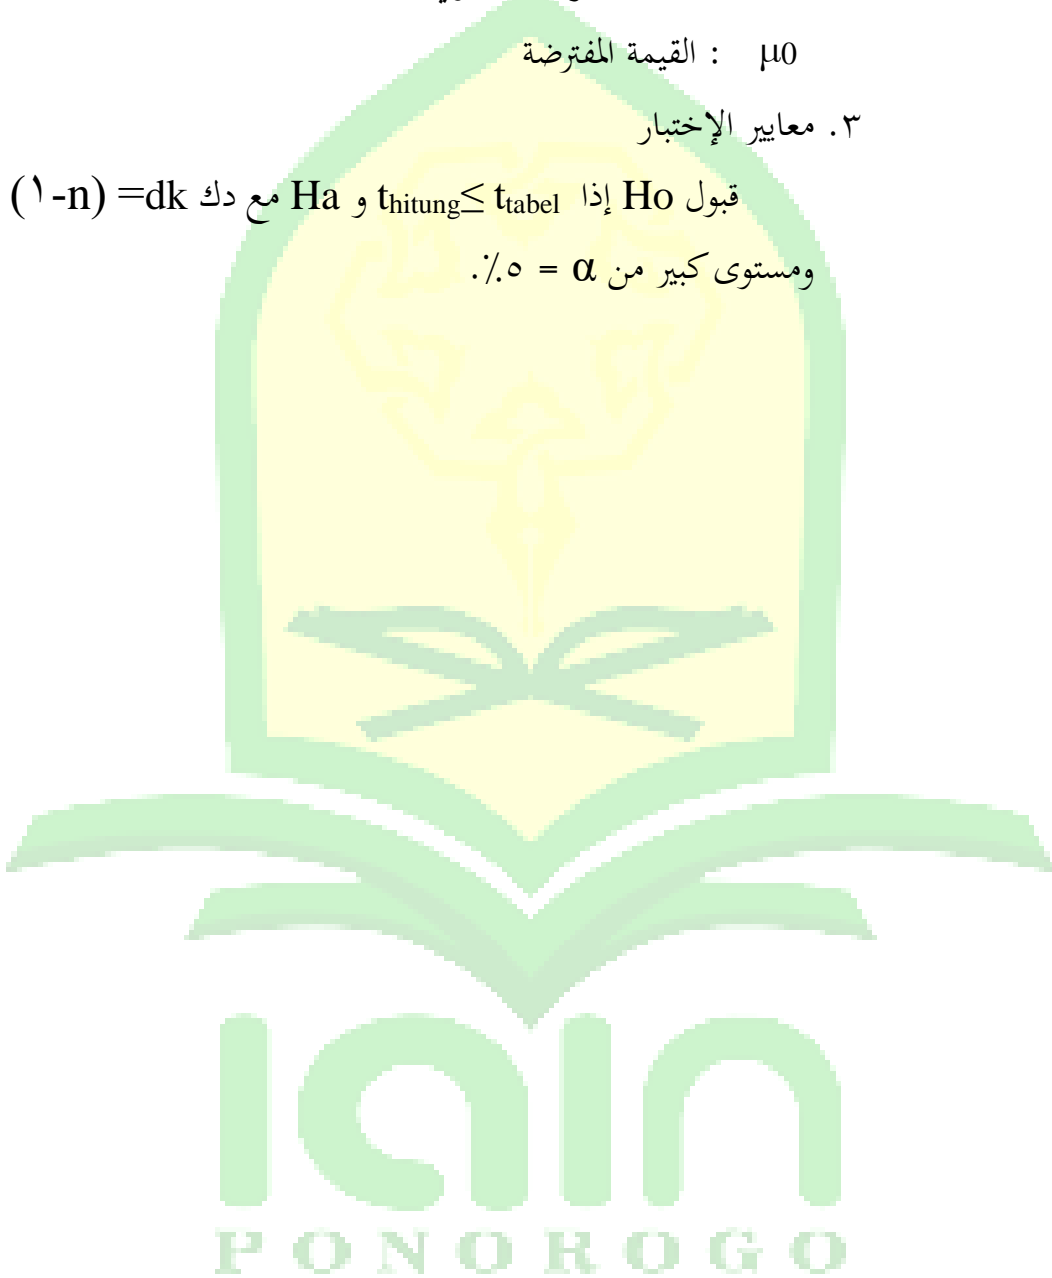 μ0 : القيمة المفترضة
٣. معايير الإختبار
قبول Ho إذا thitung≤ ttabel و Ha مع دك dk= (n-١)
ومستوى كبير من α = ٥٪.
iain
PONOROGO